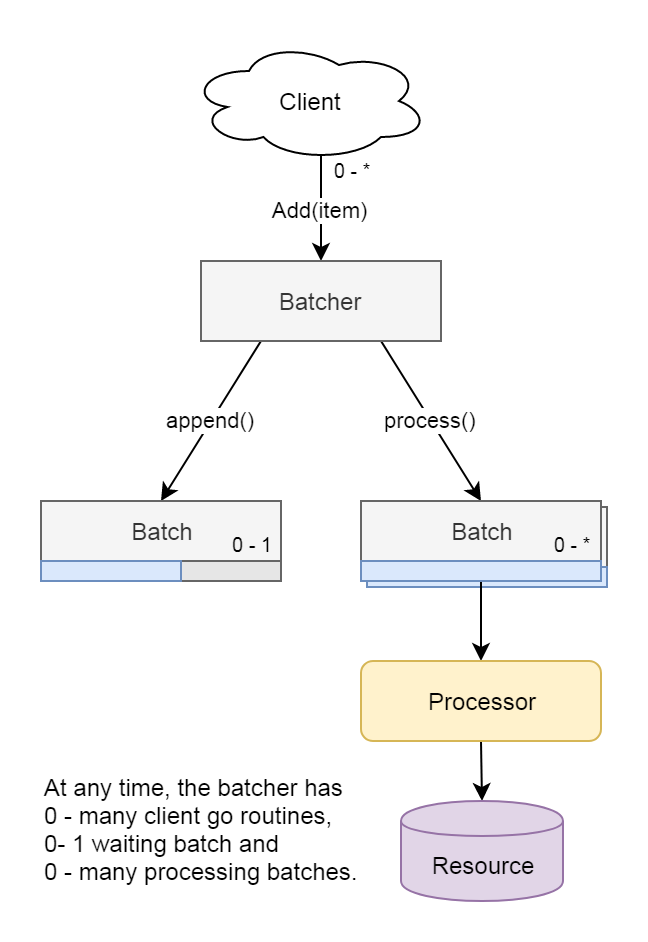 Client
0 - *
Add(item)
Batcher
append()
process()
Batch
0 - 1
Batch
0 - *
Processor
At any time, the batcher has
0 - many client go routines,
0- 1 waiting batch and
0 - many processing batches.
Resource